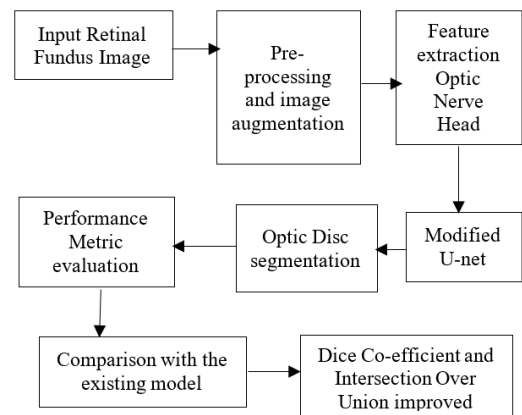 Input Retinal
Fundus Image
Pre-
processing
and image
augmentation
Feature
extraction
Optic
Nerve
Head
Modified
U-net
Optic Disc
segmentation
Performance
Metric
evaluation
Comparison with the
existing model
Dice Co-efficient and
Intersection Over
Union improved